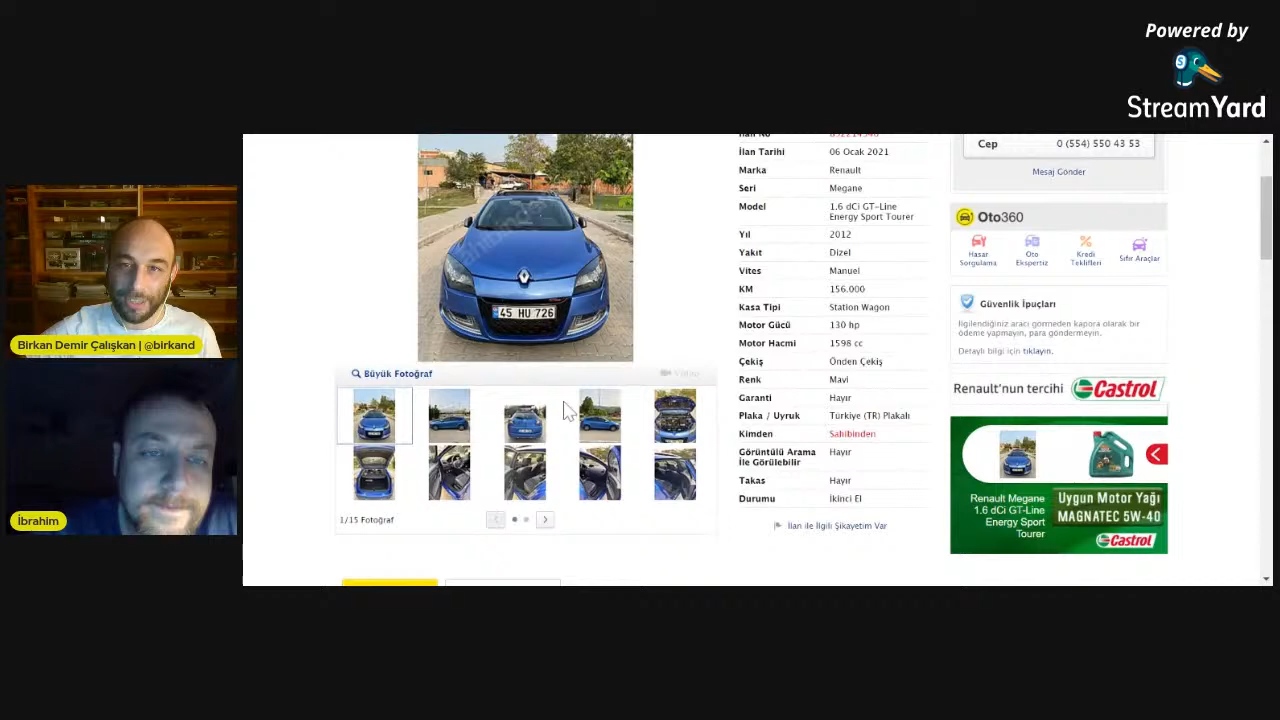 Powered by
StreamYard
Birkan Demir Çalışkan | @birkand
İbrahim
45 HU 726
Büyük Fotoğraf
Video
1/15 Fotoğraf
İlan No
İlan Tarihi 06 Ocak 2021
Marka Renault
Seri Megane
Model 1.6 dCi GT-Line
Energy Sport Tourer
Yıl 2012
Yakıt Dizel
Vites Manuel
KM 156.000
Kasa Tipi Station Wagon
Motor Gücü 130 hp
Motor Hacmi 1598 cc
Çekiş Önden Çekiş
Renk Mavi
Garanti Hayır
Plaka / Uyruk Türkiye (TR) Plakalı
Kimden Sahibinden
Görüntülü Arama Hayır
İle Görülebilir
Takas Hayır
Durumu İkinci El
İlan ile İlgili Şikayetim Var
Cep 0 (554) 550 43 53
Mesaj Gönder
Oto360
Hasar
Sorgulama
Oto
Ekspertiz
Kredi
Teklifleri
Sıfır Araçlar
Güvenlik İpuçları
İlgilendiğiniz aracı görmeden kapora olarak bir
ödeme yapmayın, para göndermeyin.
Detaylı bilgi için tıklayın.
Renault'nun tercihi Castrol
Renault Megane
1.6 dCi GT-Line
Energy Sport
Tourer
Uygun Motor Yağı
MAGNATEC 5W-40
Castrol